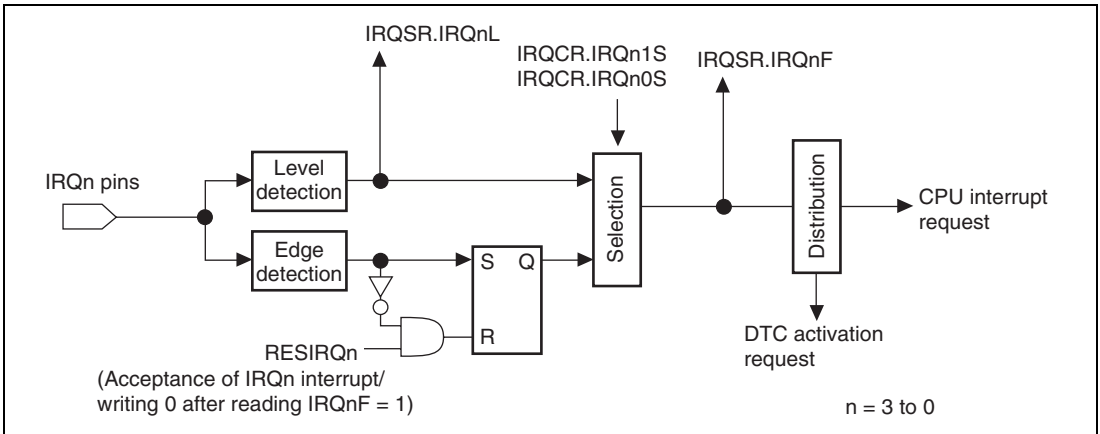 IRQSR.IRQnL
IRQCR.IRQn1S
IRQCR.IRQn0S
IRQSR.IRQnF
IRQn pins
Level
detection
Edge
detection
S Q
R
Selection
Distribution
CPU interrupt
request
DTC activation
request
RESIRQn
(Acceptance of IRQn interrupt/
writing 0 after reading IRQnF = 1)
n = 3 to 0